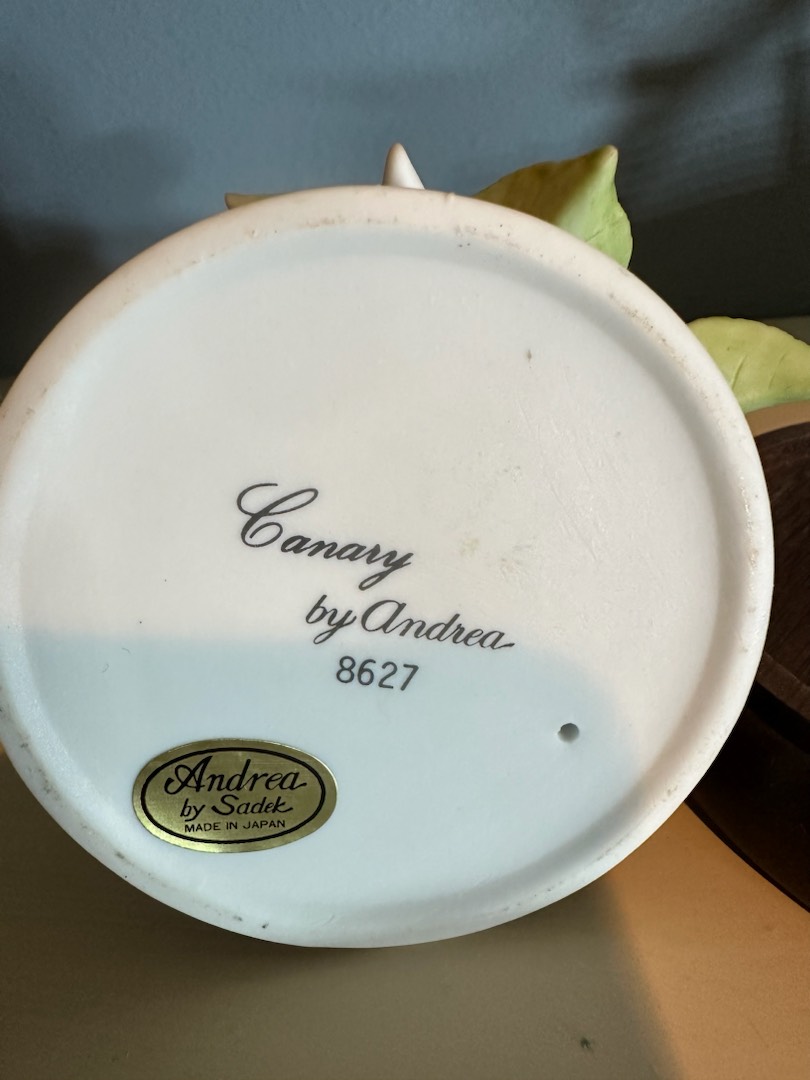 Canary
by Andrea
8627
Andrea
by Sadek
MADE IN JAPAN